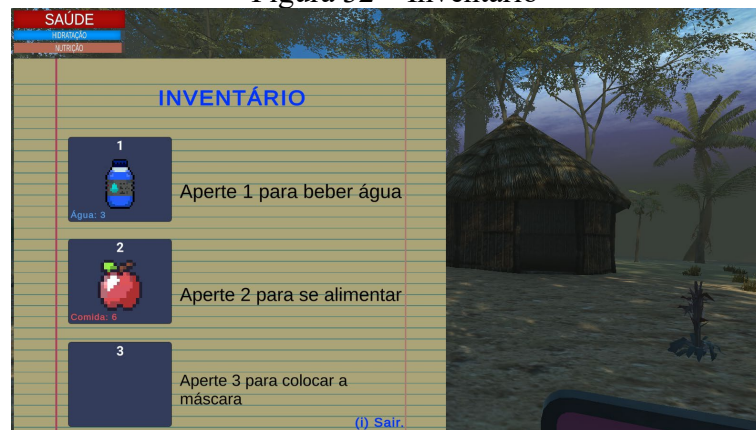 Figura 32 – Inventário
SAÚDE
HIDRATAÇÃO
NUTRIÇÃO
INVENTÁRIO
1
Água: 3
Aperte 1 para beber água
2
Comida: 6
Aperte 2 para se alimentar
3
Aperte 3 para colocar a
máscara
(i) Sair.